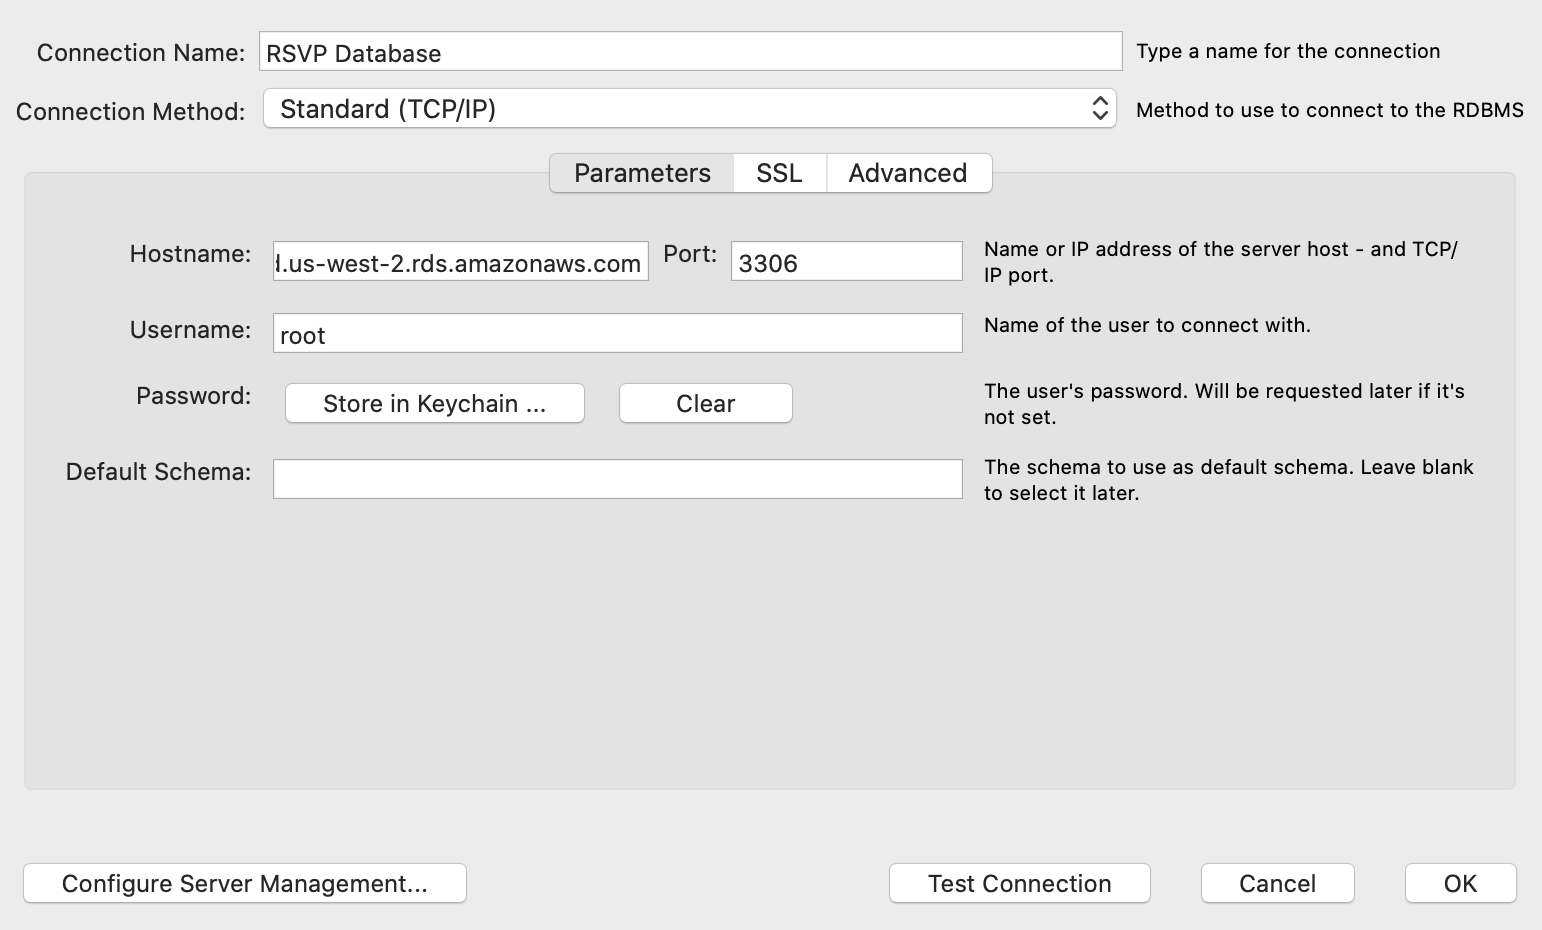 Connection Name: RSVP Database Type a name for the connection
Connection Method: Standard (TCP/IP) Method to use to connect to the RDBMS
Parameters SSL Advanced
Hostname: .us-west-2.rds.amazonaws.com Port: 3306 Name or IP address of the server host - and TCP/
IP port.
Username: root Name of the user to connect with.
Password: Store in Keychain ... Clear The user's password. Will be requested later if it's
not set.
Default Schema: The schema to use as default schema. Leave blank
to select it later.
Configure Server Management... Test Connection Cancel OK